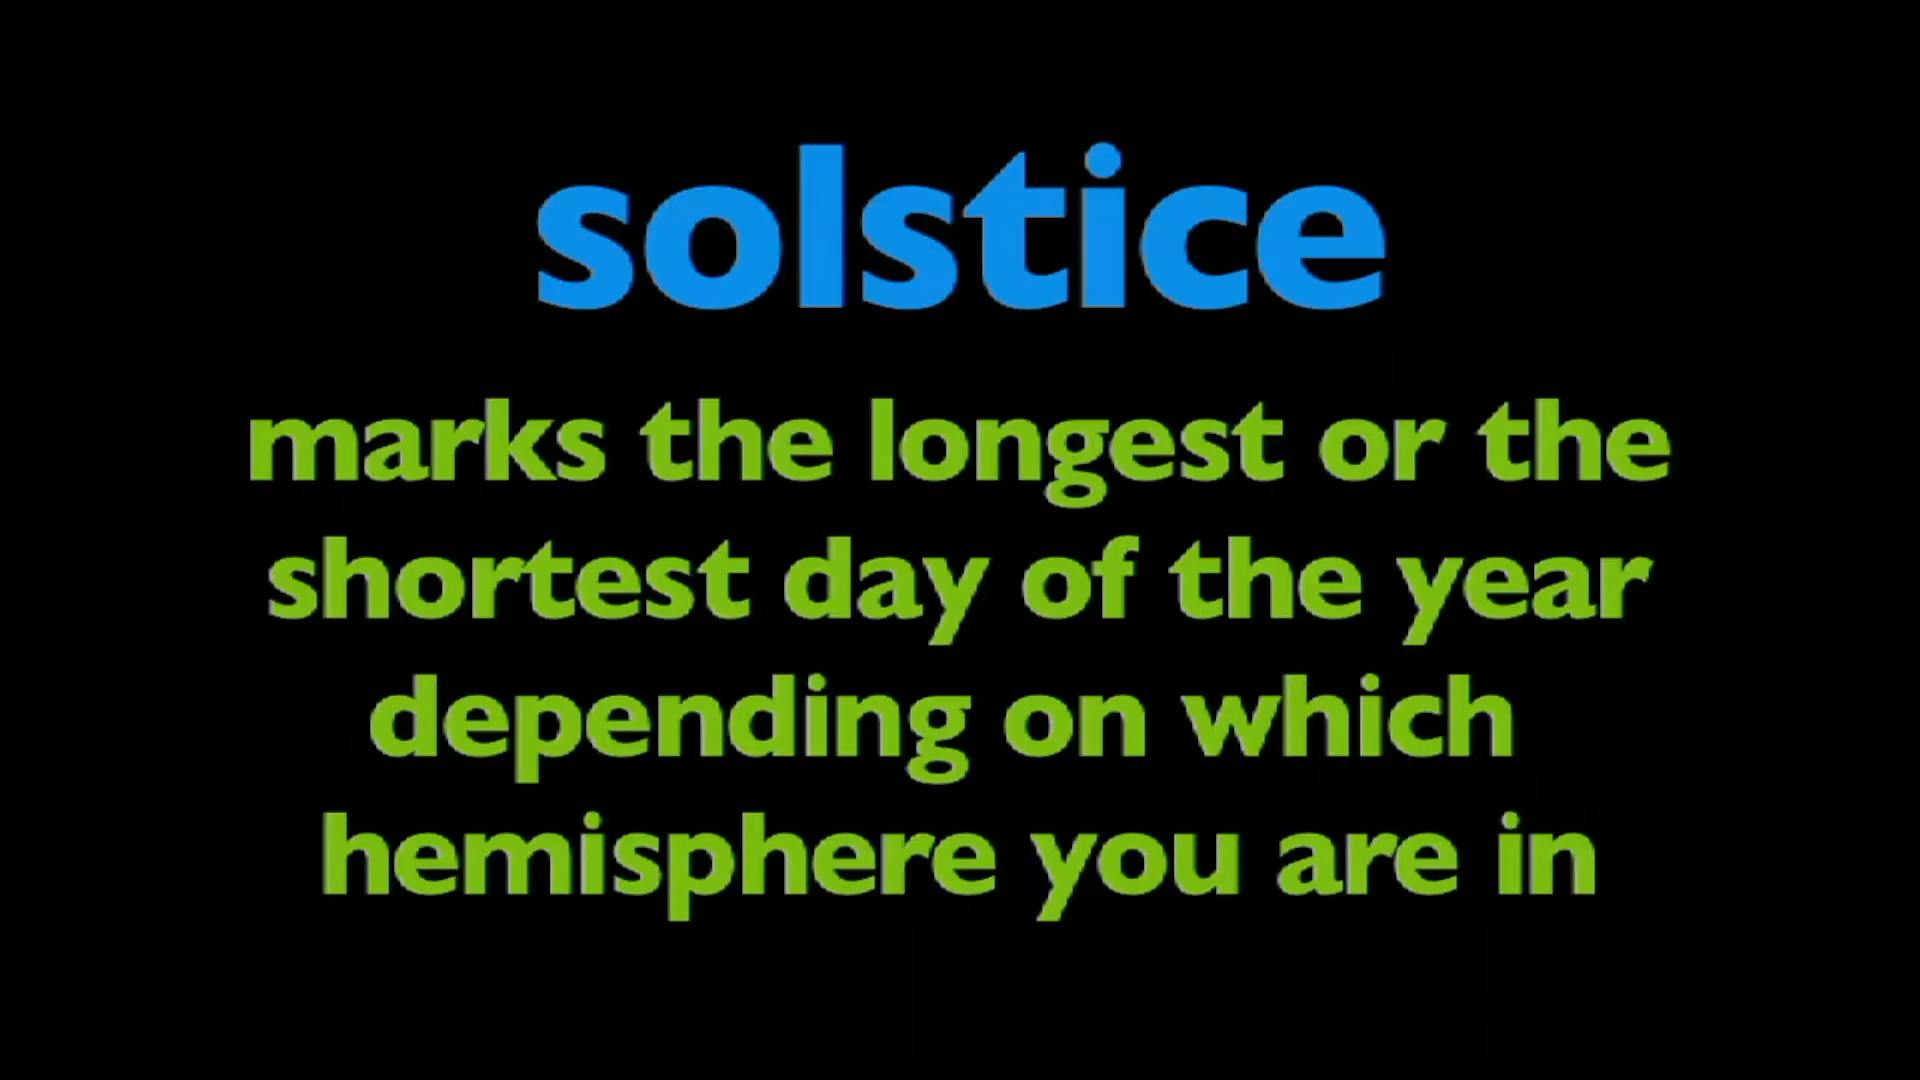 solstice
marks the longest or the
shortest day of the year
depending on which
hemisphere you are in